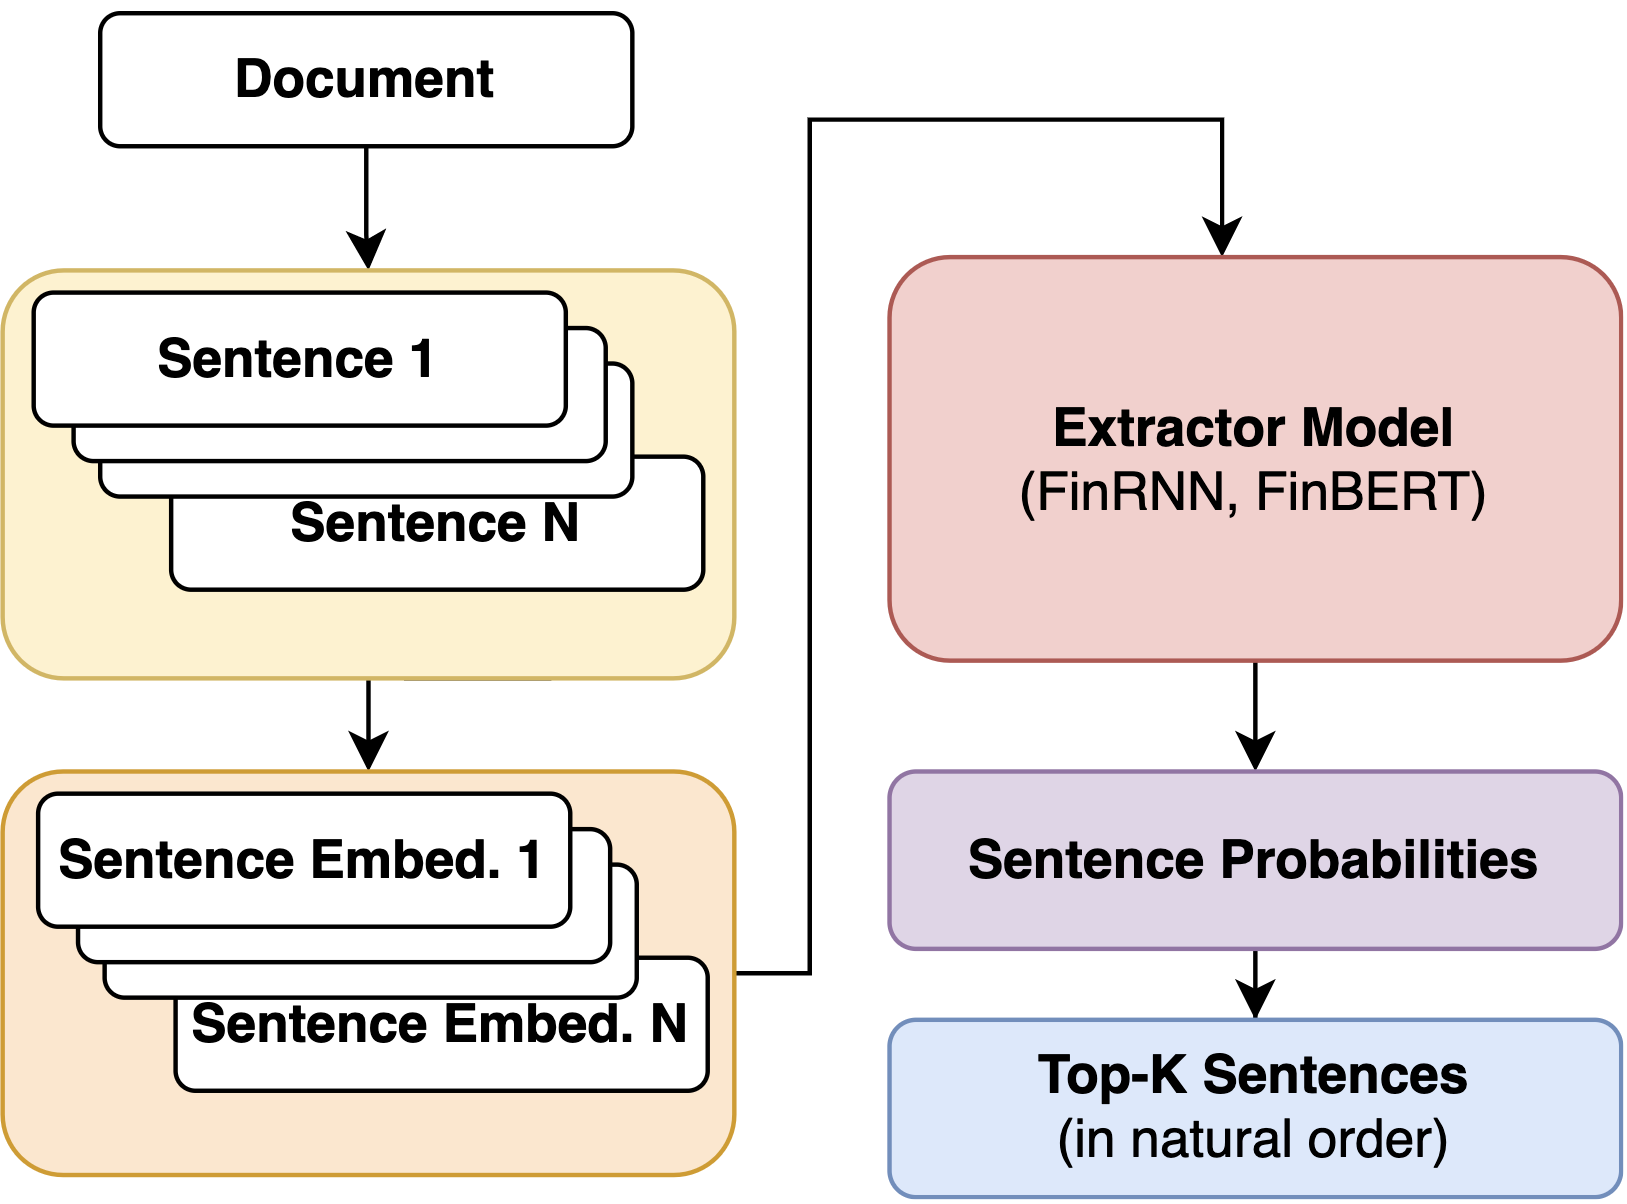 Document
Sentence 1
Sentence N
Sentence Embed. 1
Sentence Embed. N
Extractor Model
(FinRNN, FinBERT)
Sentence Probabilities
Top-K Sentences
(in natural order)